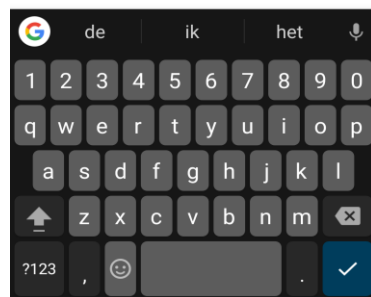 G de ik het
1 2 3 4 5 6 7 8 9 0
q w e r t y u i o p
a s d f g h j k l
z x c v b n m
?123 , .